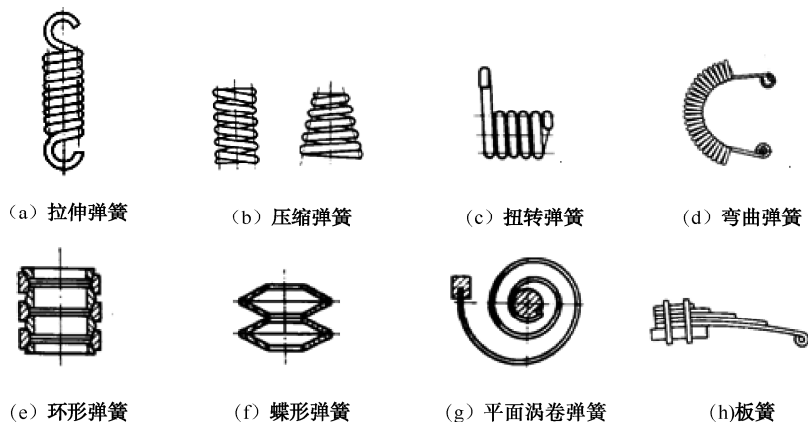 (a) 拉伸弹簧
(b) 压缩弹簧
(c) 扭转弹簧
(d) 弯曲弹簧
(e) 环形弹簧
(f) 蝶形弹簧
(g) 平面涡卷弹簧
(h)板簧